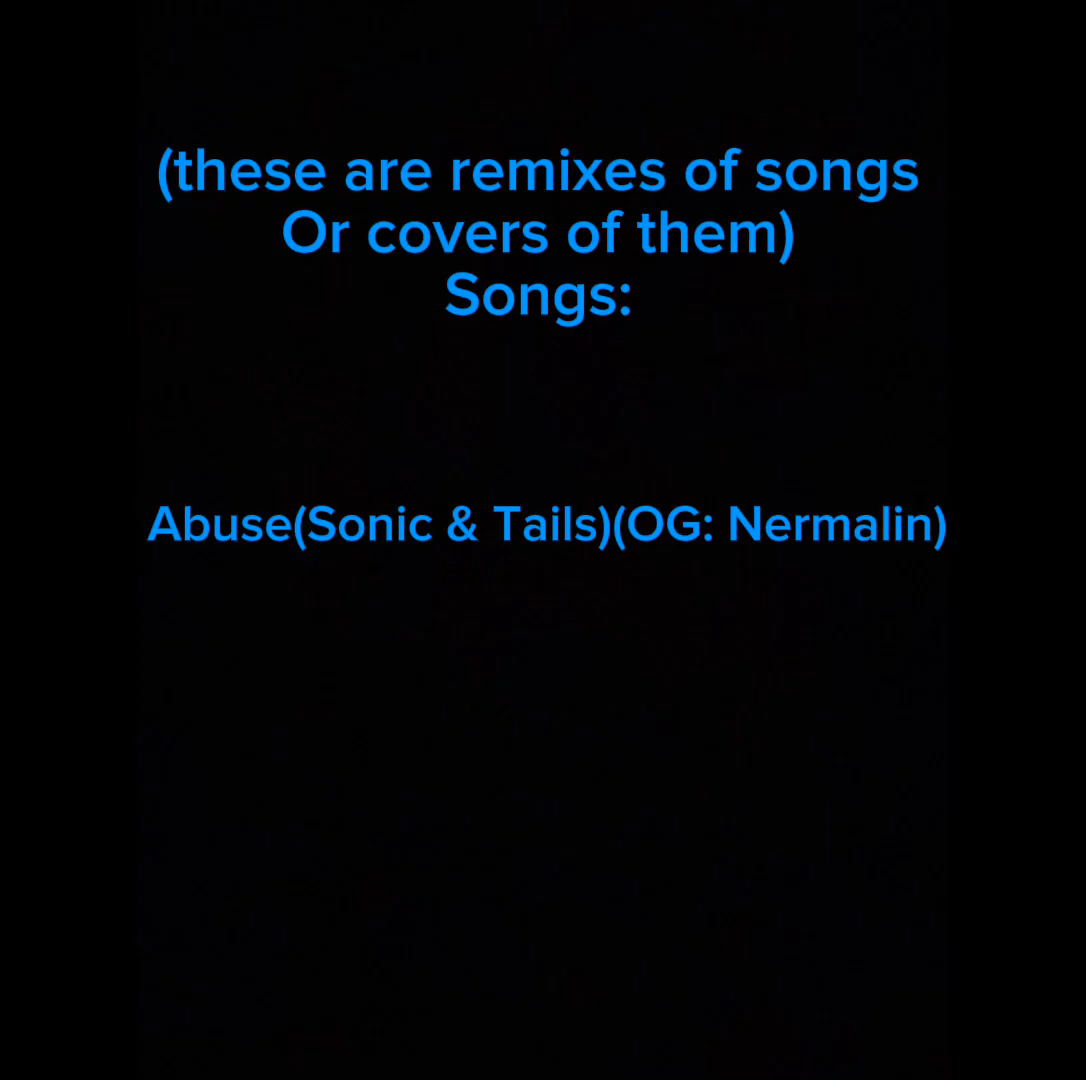 (these are remixes of songs
Or covers of them)
Songs:
Abuse(Sonic & Tails)(OG: Nermalin)